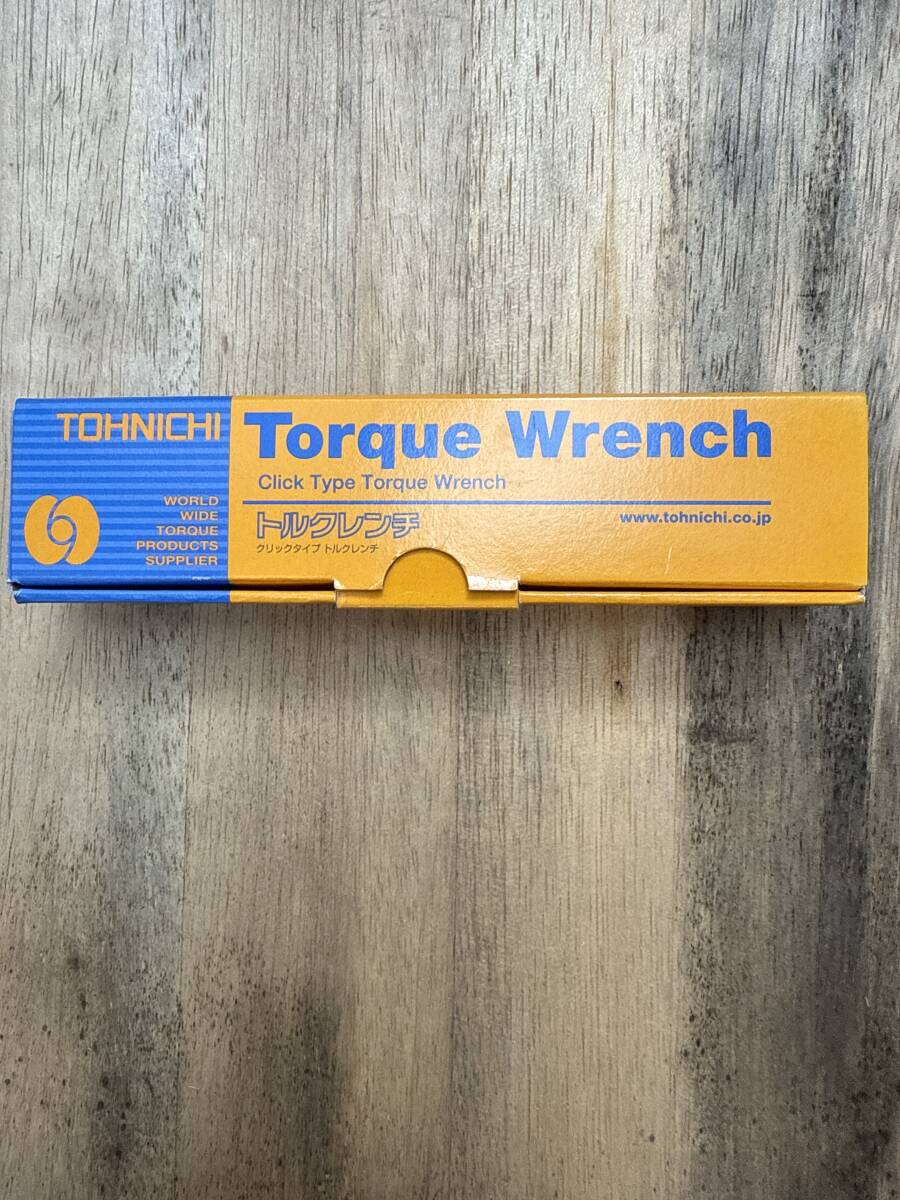 TOHNICHI
WORLD
WIDE
TORQUE
PRODUCTS
SUPPLIER
Torque Wrench
Click Type Torque Wrench
トルクレンチ
クリックタイプ トルクレンチ
www.tohnichi.co.jp